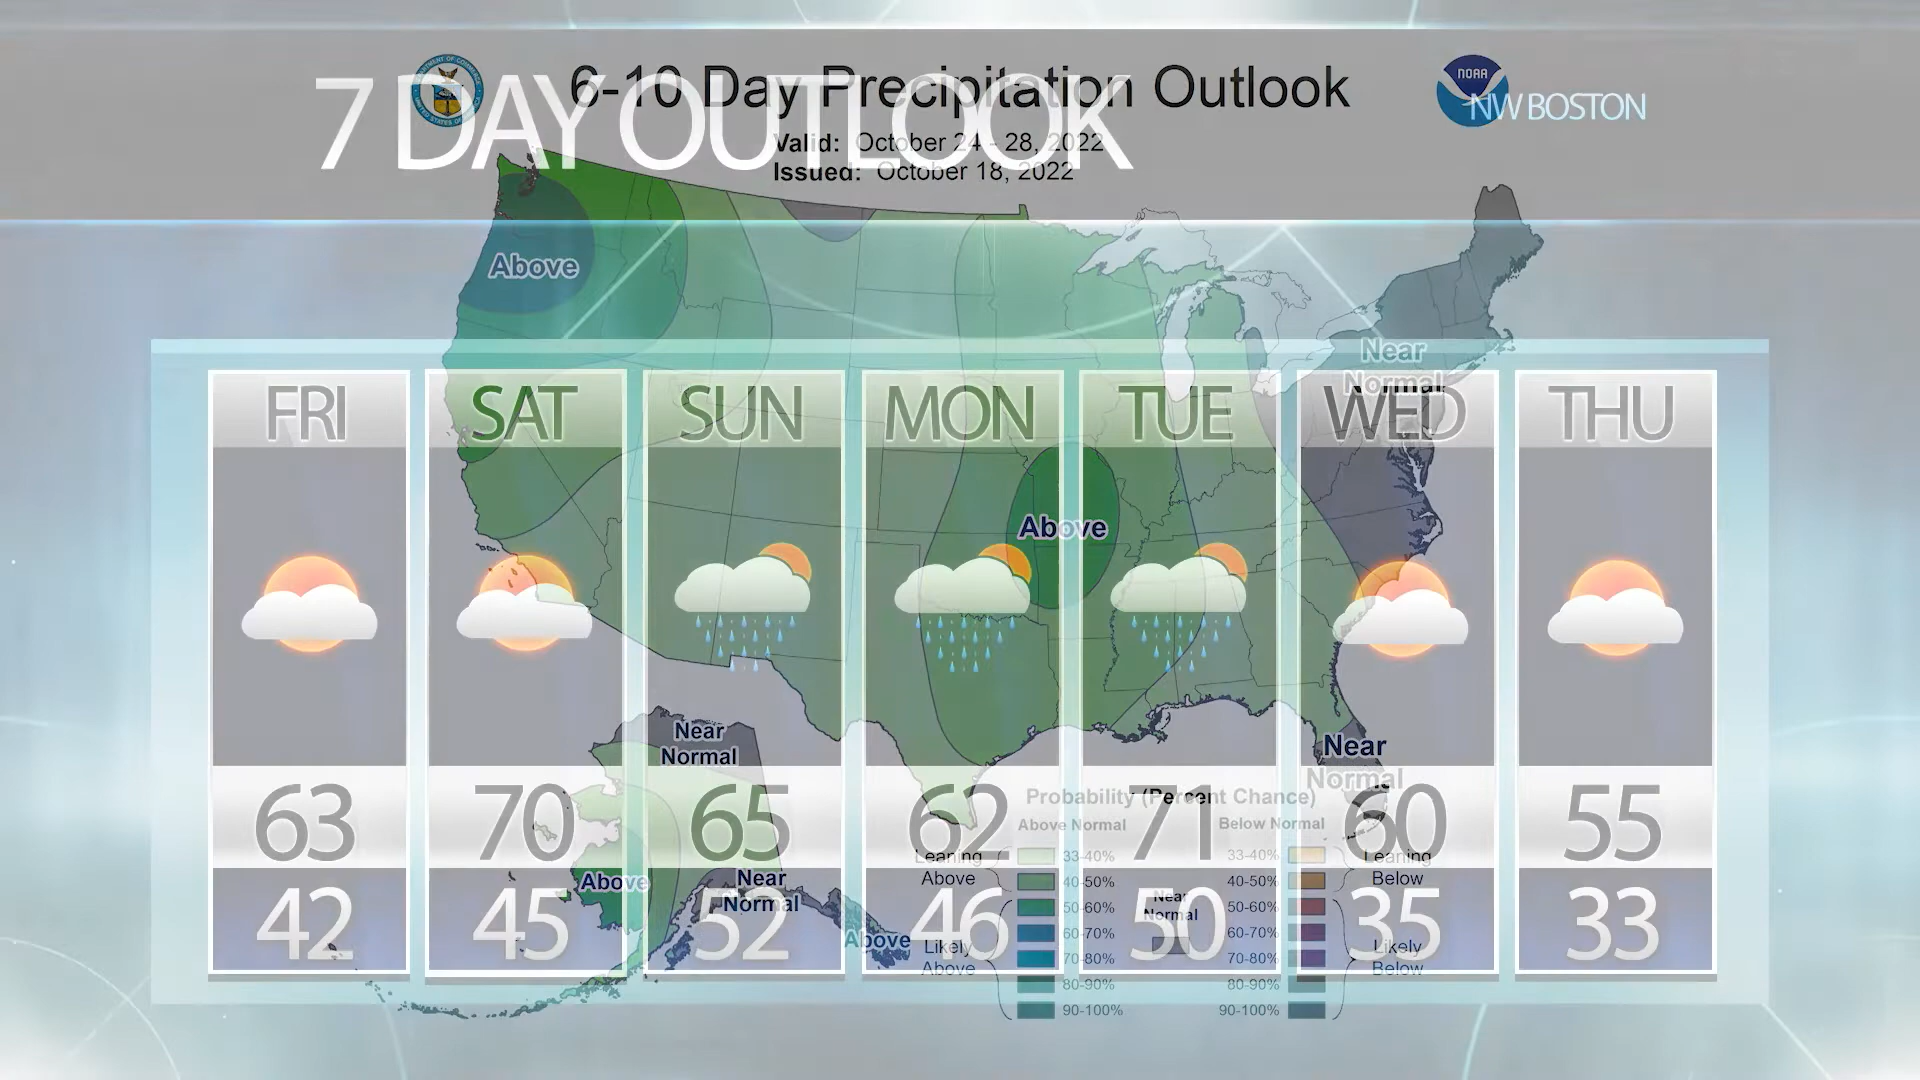 6-10 Day Precipitation Outlook
7 DAY OUTLOOK
NOAA
NW BOSTON
Valid: October 24 - 28, 2022
Issued: October 18, 2022
Above
Near
Normal
FRI SAT SUN MON TUE WED THU
Above
Near
Normal
Near
Normal
63 70 65 62 71 60 55
Probability (Percent Chance)
Above Normal Below Normal
Leaning Above
33-40%
40-50%
50-60%
60-70%
70-80%
80-90%
90-100%
Likely Above
Near
Normal
33-40%
40-50%
50-60%
60-70%
70-80%
80-90%
90-100%
Leaning Below
Likely Below
Above
Near
Normal
Above
42 45 52 46 50 35 33